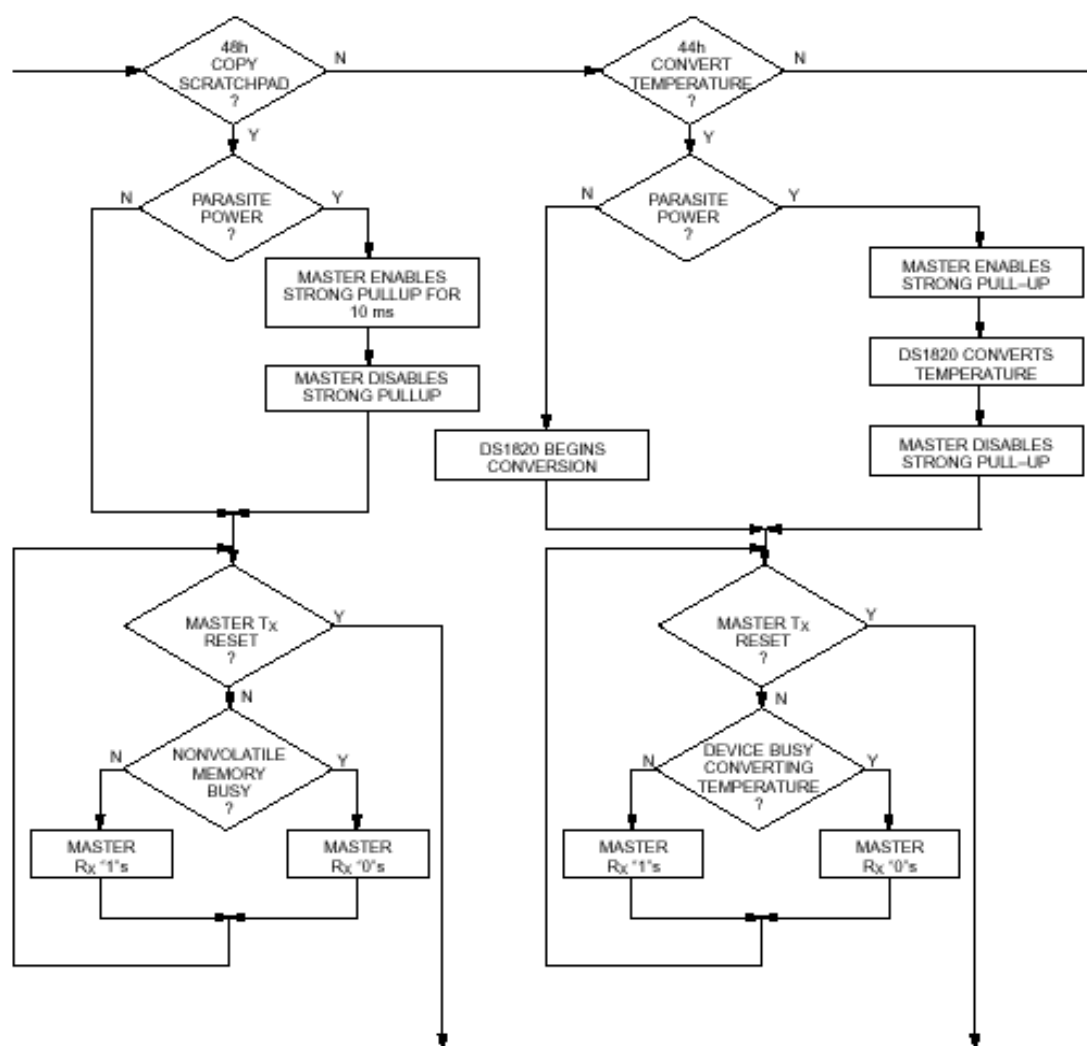 48h
COPY
SCRATCHPAD
?
N
Y
44h
CONVERT
TEMPERATURE
?
N
Y
PARASITE
POWER
?
N
Y
MASTER ENABLES
STRONG PULLUP FOR
10 ms
MASTER DISABLES
STRONG PULLUP
PARASITE
POWER
?
N
Y
DS1820 BEGINS
CONVERSION
MASTER ENABLES
STRONG PULL–UP
DS1820 CONVERTS
TEMPERATURE
MASTER DISABLES
STRONG PULL–UP
MASTER TX
RESET
?
Y
N
NONVOLATILE
MEMORY
BUSY
?
N
Y
MASTER
RX “1”s
MASTER
RX “0”s
MASTER TX
RESET
?
Y
N
DEVICE BUSY
CONVERTING
TEMPERATURE
?
N
Y
MASTER
RX “1”s
MASTER
RX “0”s